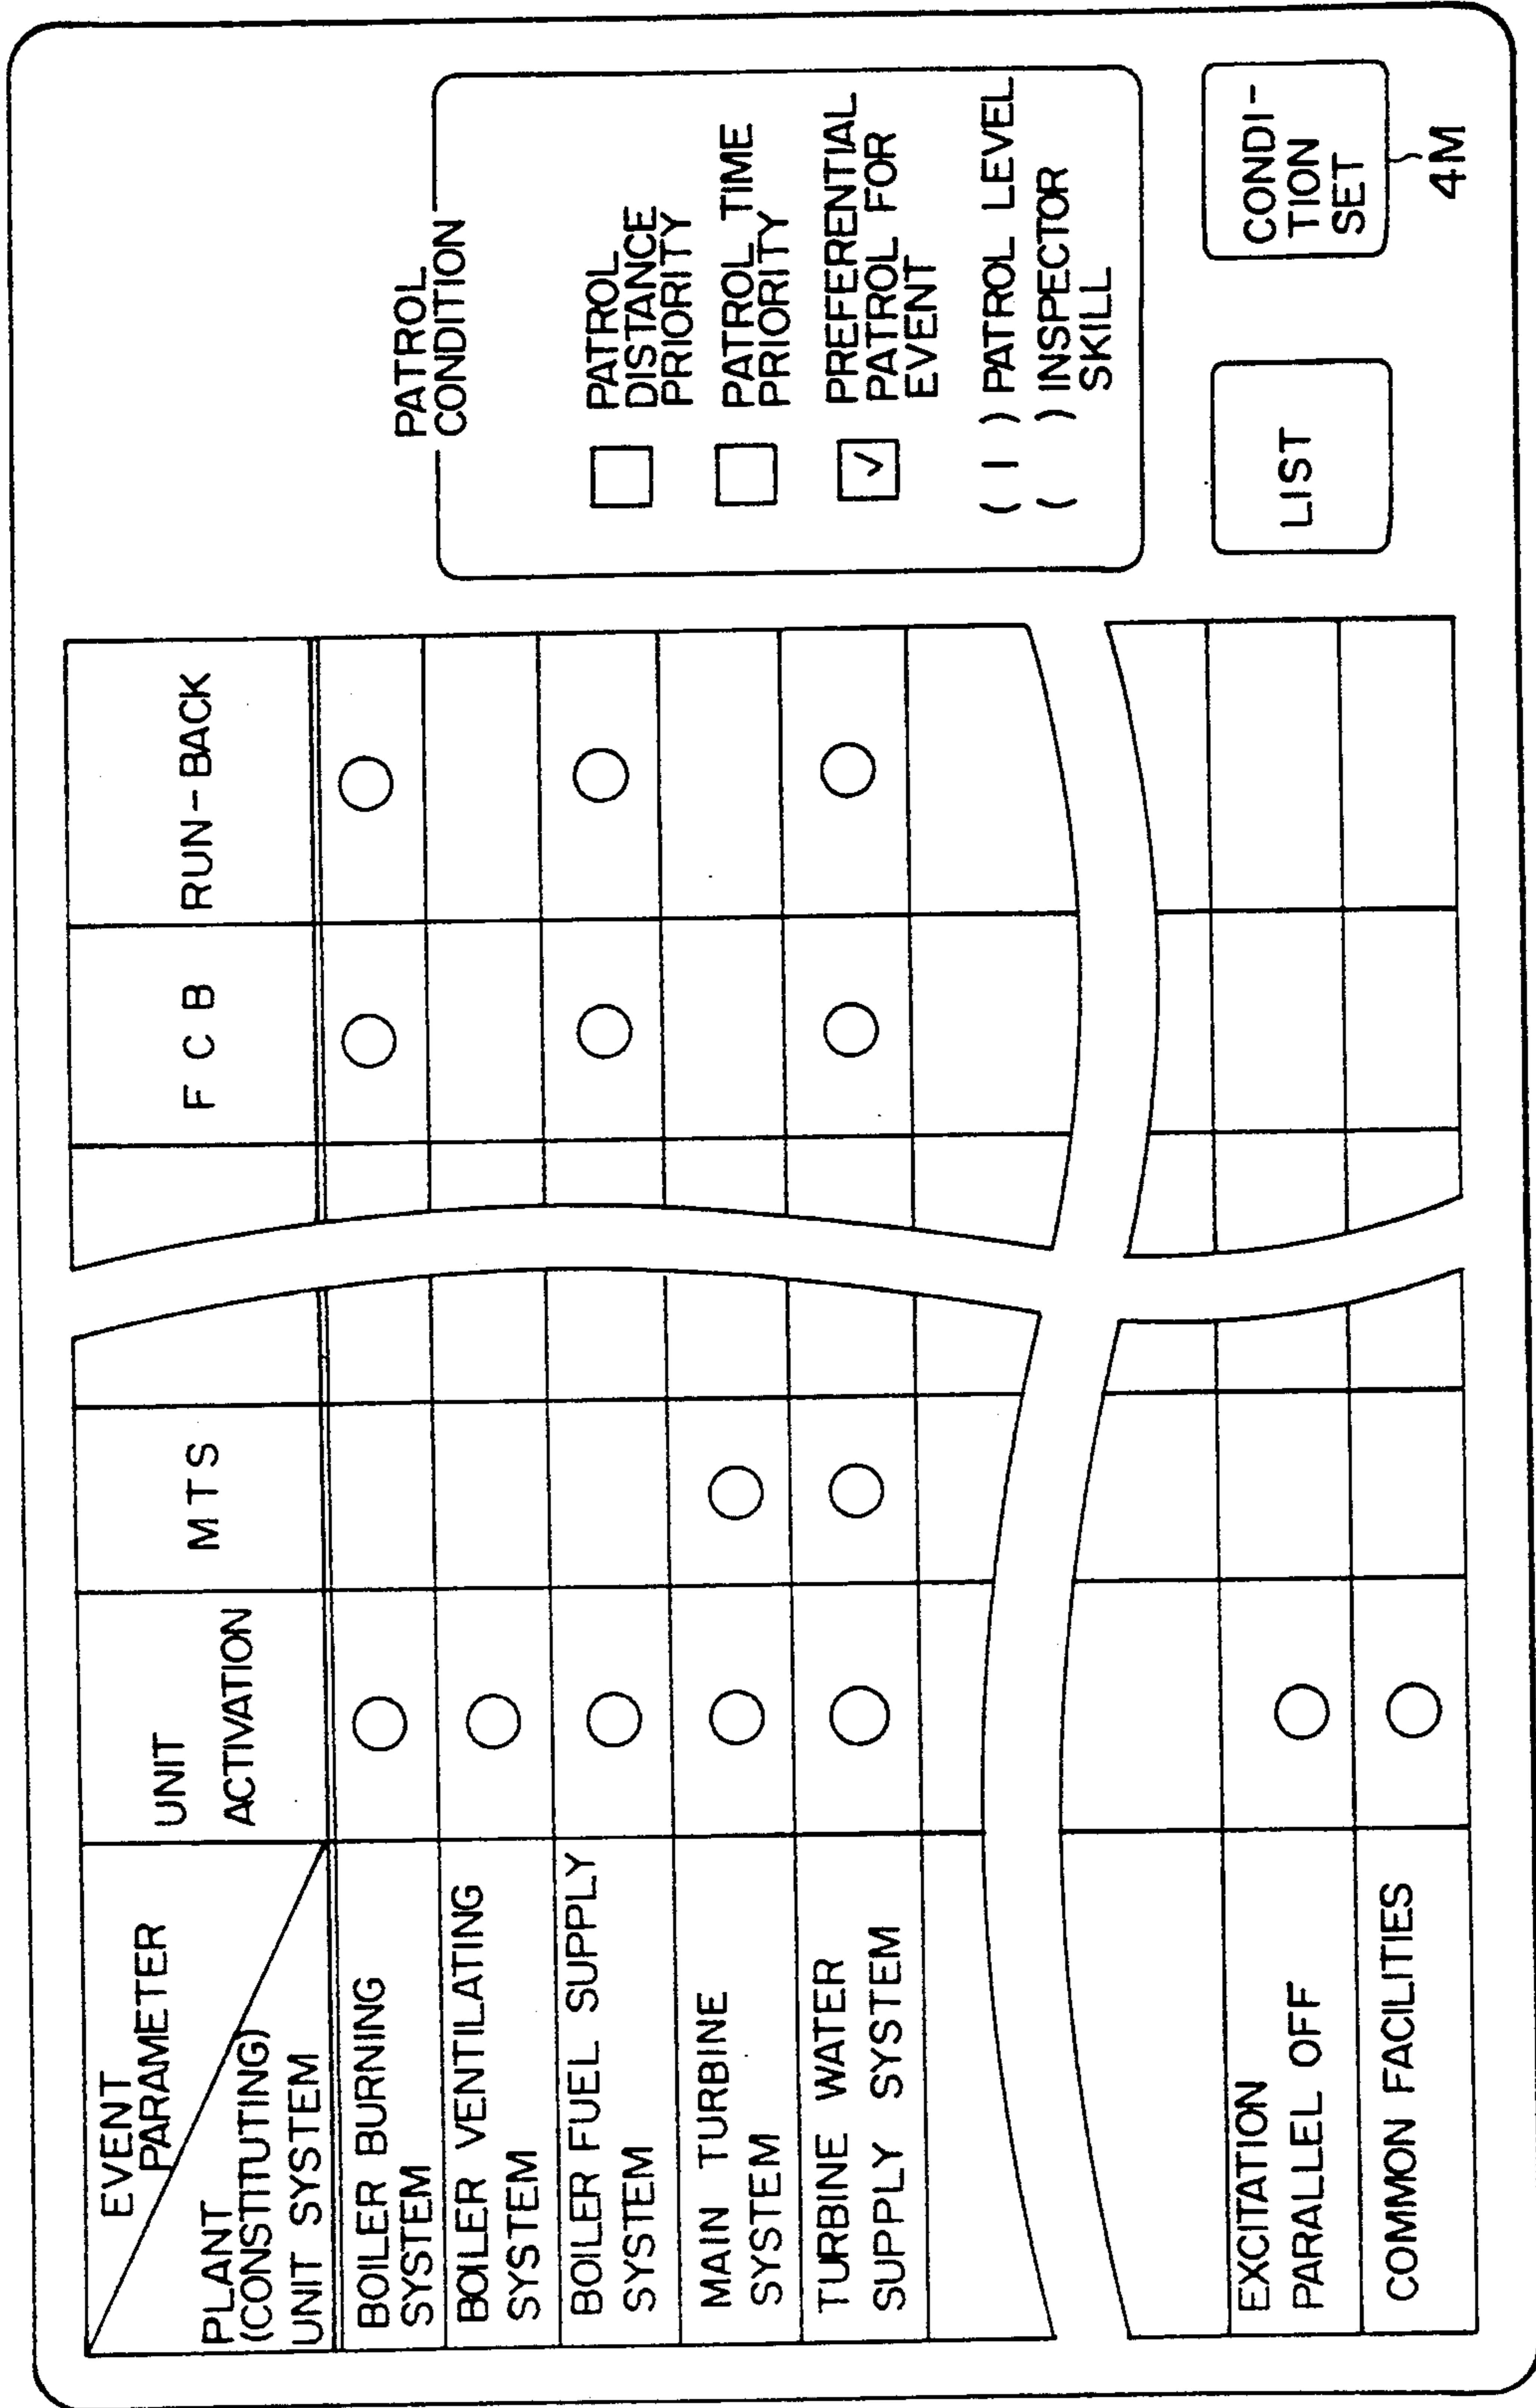 EVENT
PARAMETER
PLANT
(CONSTITUTING)
UNIT SYSTEM
UNIT
ACTIVATION
M T S
F C B
RUN-BACK
BOILER BURNING
SYSTEM
BOILER VENTILATING
SYSTEM
BOILER FUEL SUPPLY
SYSTEM
MAIN TURBINE
SYSTEM
TURBINE WATER
SUPPLY SYSTEM
EXCITATION
PARALLEL OFF
COMMON FACILITIES
PATROL
CONDITION
PATROL
DISTANCE
PRIORITY
PATROL TIME
PRIORITY
PREFERENTIAL
PATROL FOR
EVENT
( 1 ) PATROL LEVEL
( ) INSPECTOR
SKILL
LIST
CONDI-
TION
SET
4M